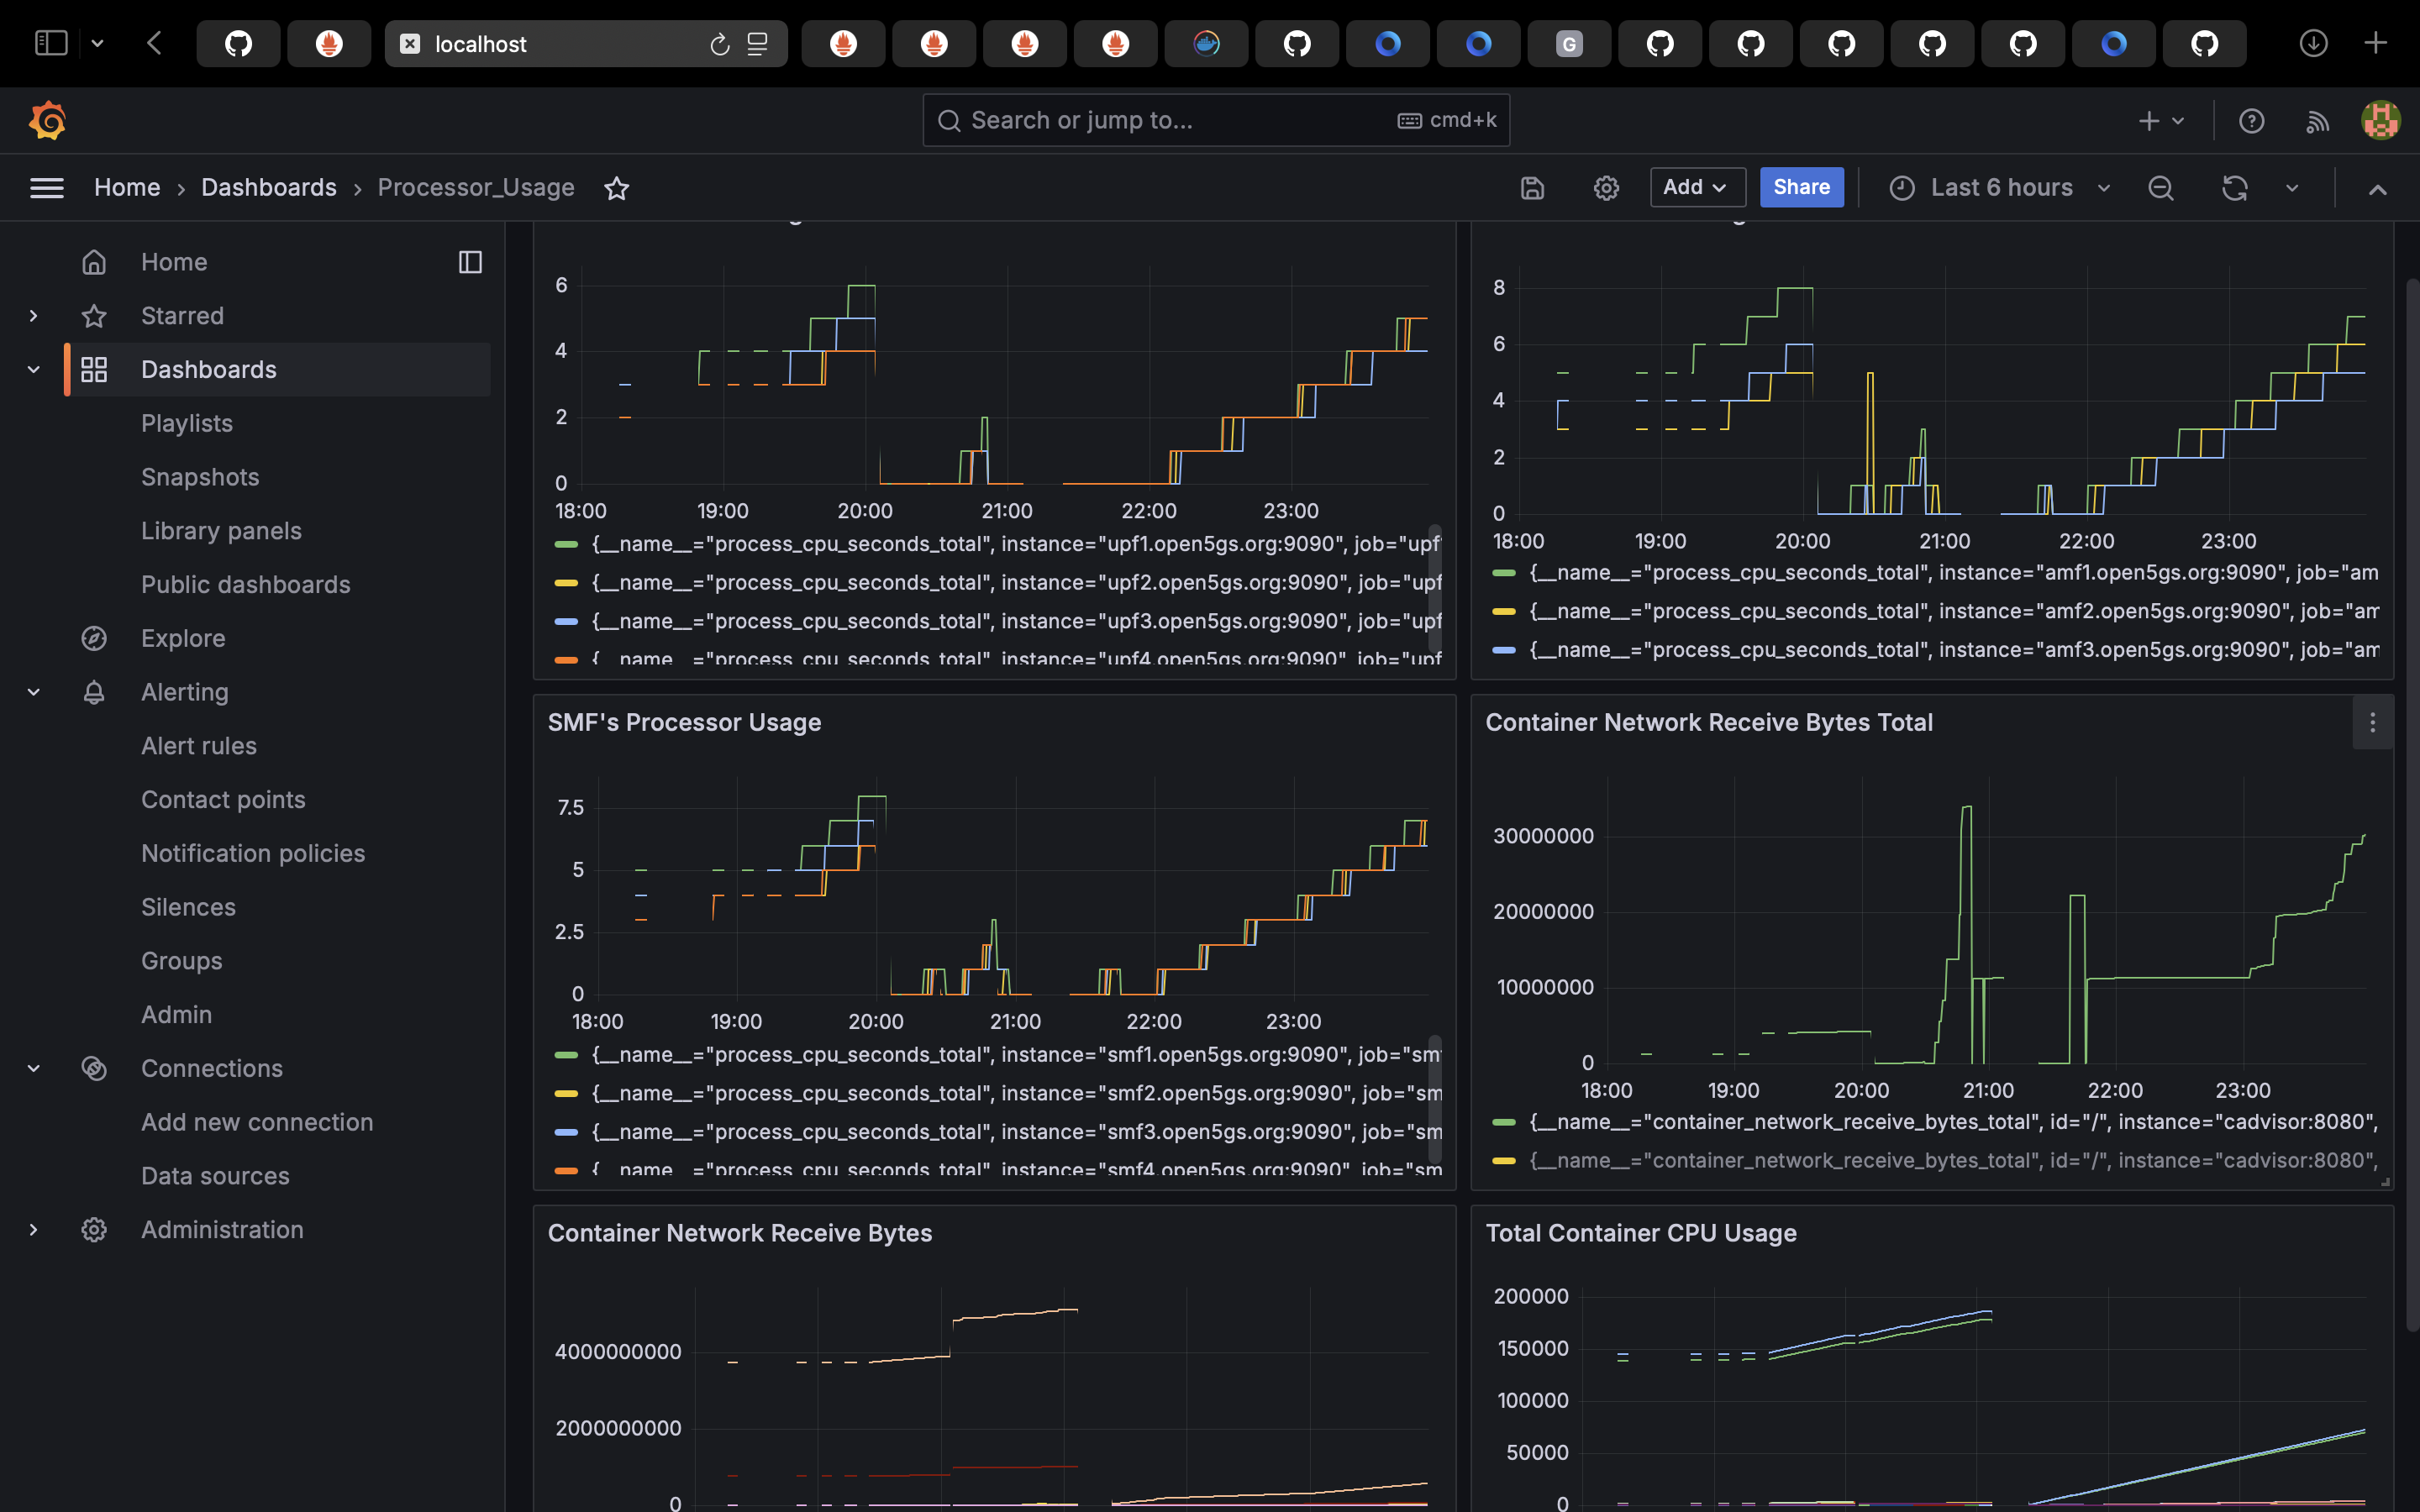 localhost
G
Search or jump to...
cmd+k
Home › Dashboards › Processor_Usage
Add
Share
Last 6 hours
Home
Starred
Dashboards
Playlists
Snapshots
Library panels
Public dashboards
Explore
Alerting
Alert rules
Contact points
Notification policies
Silences
Groups
Admin
Connections
Add new connection
Data sources
Administration
6
4
2
0
18:00 19:00 20:00 21:00 22:00 23:00
{__name__="process_cpu_seconds_total", instance="upf1.open5gs.org:9090", job="upf
{__name__="process_cpu_seconds_total", instance="upf2.open5gs.org:9090", job="upf
{__name__="process_cpu_seconds_total", instance="upf3.open5gs.org:9090", job="upf
{__name__="process_cpu_seconds_total", instance="upf4.open5gs.org:9090", job="upf
8
6
4
2
0
18:00 19:00 20:00 21:00 22:00 23:00
{__name__="process_cpu_seconds_total", instance="amf1.open5gs.org:9090", job="am
{__name__="process_cpu_seconds_total", instance="amf2.open5gs.org:9090", job="am
{__name__="process_cpu_seconds_total", instance="amf3.open5gs.org:9090", job="am
SMF's Processor Usage
7.5
5
2.5
0
18:00 19:00 20:00 21:00 22:00 23:00
{__name__="process_cpu_seconds_total", instance="smf1.open5gs.org:9090", job="sm
{__name__="process_cpu_seconds_total", instance="smf2.open5gs.org:9090", job="sm
{__name__="process_cpu_seconds_total", instance="smf3.open5gs.org:9090", job="sm
{__name__="process_cpu_seconds_total", instance="smf4.open5gs.org:9090", job="sm
Container Network Receive Bytes Total
30000000
20000000
10000000
0
18:00 19:00 20:00 21:00 22:00 23:00
{__name__="container_network_receive_bytes_total", id="/", instance="cadvisor:8080",
{__name__="container_network_receive_bytes_total", id="/", instance="cadvisor:8080",
Container Network Receive Bytes
4000000000
2000000000
0
Total Container CPU Usage
200000
150000
100000
50000
0